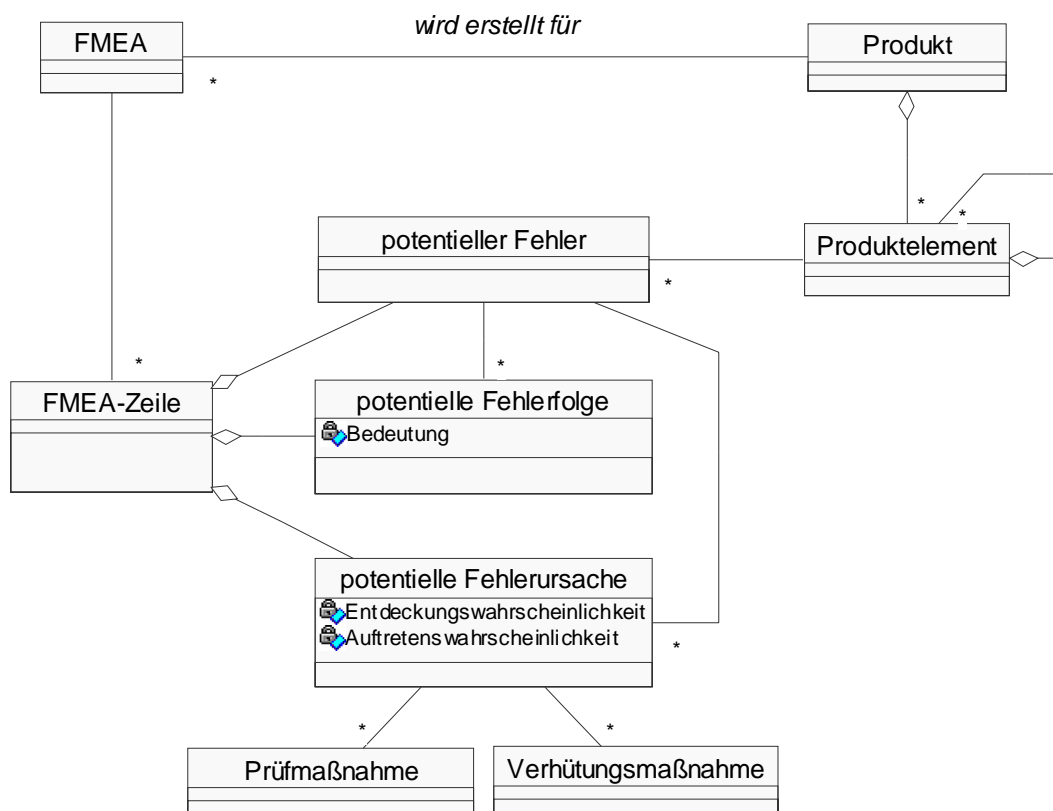 wird erstellt für
FMEA
Produkt
*
*
*
potentieller Fehler
Produktelement
*
*
*
FMEA-Zeile
potentielle Fehlerfolge
Bedeutung
potentielle Fehlerursache
Entdeckungswahrscheinlichkeit
Auftretenswahrscheinlichkeit
*
*
*
Prüfmaßnahme
Verhütungsmaßnahme